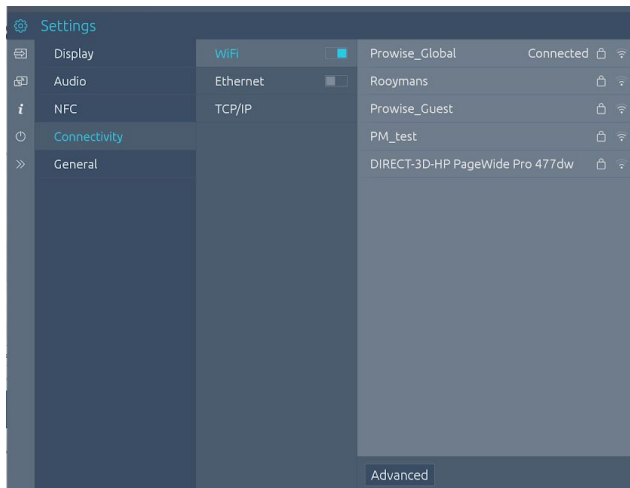 Settings
Display
Audio
NFC
Connectivity
General
WiFi
Ethernet
TCP/IP
Prowise_Global Connected
Rooymans
Prowise_Guest
PM_test
DIRECT-3D-HP PageWide Pro 477dw
Advanced